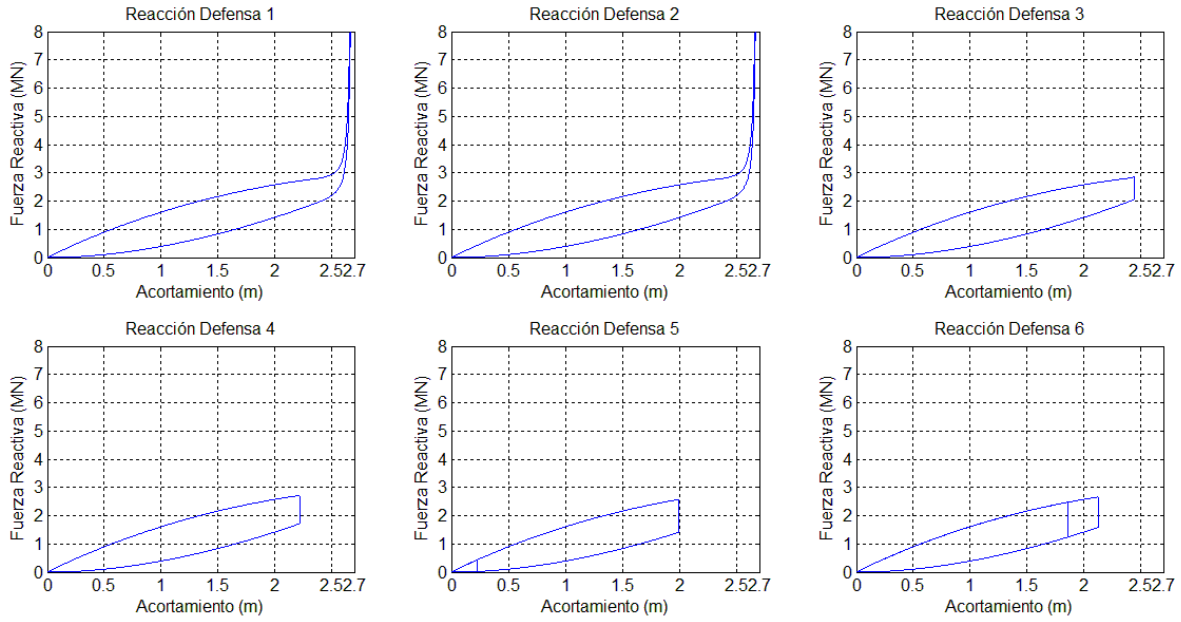 Reacción Defensa 1
Reacción Defensa 2
Reacción Defensa 3
8
7
6
5
4
3
2
1
0
Fuerza Reactiva (MN)
0 0.5 1 1.5 2 2.52.7
Acortamiento (m)
8
7
6
5
4
3
2
1
0
Fuerza Reactiva (MN)
0 0.5 1 1.5 2 2.52.7
Acortamiento (m)
8
7
6
5
4
3
2
1
0
Fuerza Reactiva (MN)
0 0.5 1 1.5 2 2.52.7
Acortamiento (m)
Reacción Defensa 4
Reacción Defensa 5
Reacción Defensa 6
8
7
6
5
4
3
2
1
0
Fuerza Reactiva (MN)
0 0.5 1 1.5 2 2.52.7
Acortamiento (m)
8
7
6
5
4
3
2
1
0
Fuerza Reactiva (MN)
0 0.5 1 1.5 2 2.52.7
Acortamiento (m)
8
7
6
5
4
3
2
1
0
Fuerza Reactiva (MN)
0 0.5 1 1.5 2 2.52.7
Acortamiento (m)